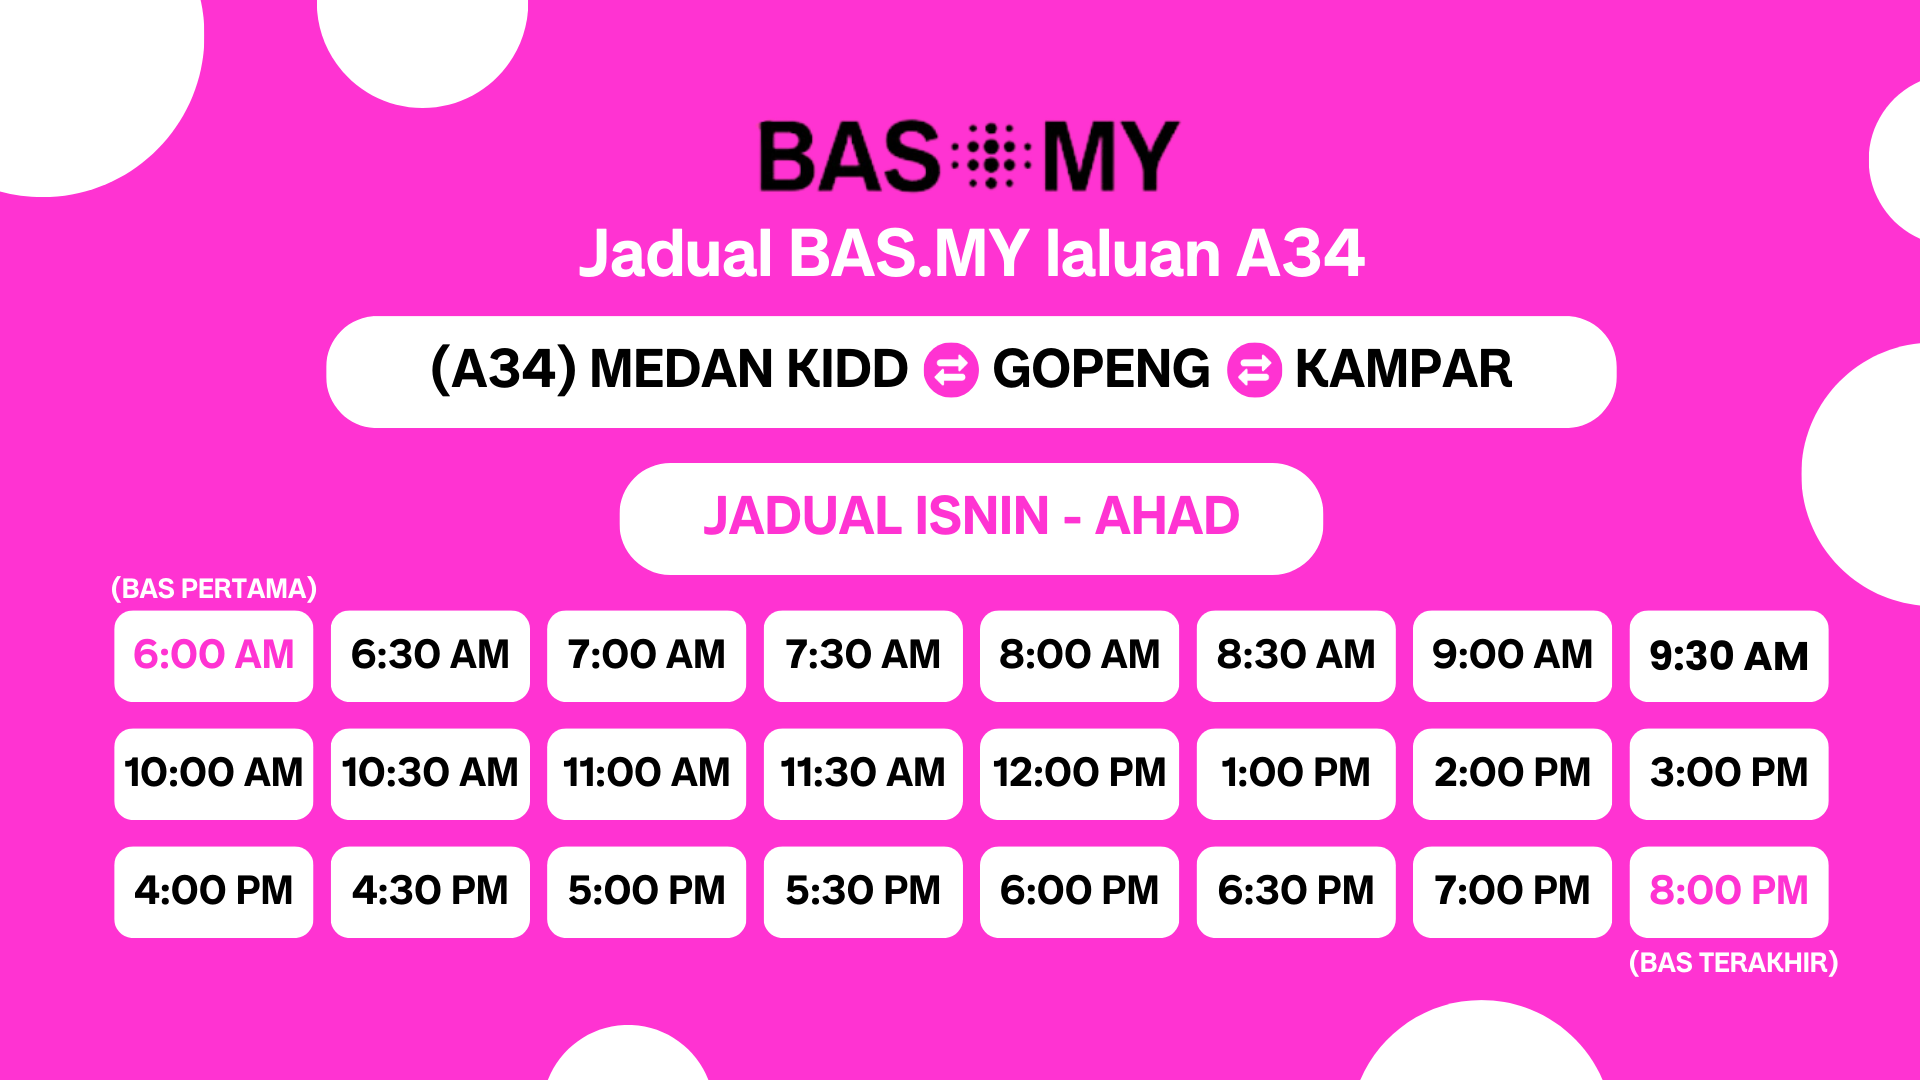 BAS MY
Jadual BAS.MY laluan A34
(A34) MEDAN KIDD GOPENG KAMPAR
JADUAL ISNIN - AHAD
(BAS PERTAMA)
6:00 AM 6:30 AM 7:00 AM 7:30 AM 8:00 AM 8:30 AM 9:00 AM 9:30 AM
10:00 AM 10:30 AM 11:00 AM 11:30 AM 12:00 PM 1:00 PM 2:00 PM 3:00 PM
4:00 PM 4:30 PM 5:00 PM 5:30 PM 6:00 PM 6:30 PM 7:00 PM 8:00 PM
(BAS TERAKHIR)